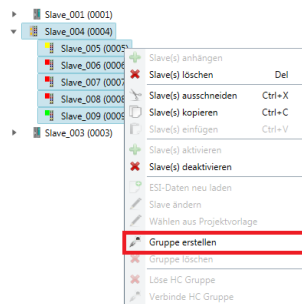 Slave_001 (0001)
Slave_004 (0004)
Slave_005 (0005)
Slave_006 (0006
Slave_007 (0007
Slave_008 (0008
Slave_009 (0009
Slave_003 (0003)
Slave(s) anhängen
Slave(s) löschen Del
Slave(s) ausschneiden Ctrl+X
Slave(s) kopieren Ctrl+C
Slave(s) einfügen Ctrl+V
Slave(s) aktivieren
Slave(s) deaktivieren
ESI-Daten neu laden
Slave ändern
Wählen aus Projektvorlage
Gruppe erstellen
Gruppe löschen
Löse HC Gruppe
Verbinde HC Gruppe